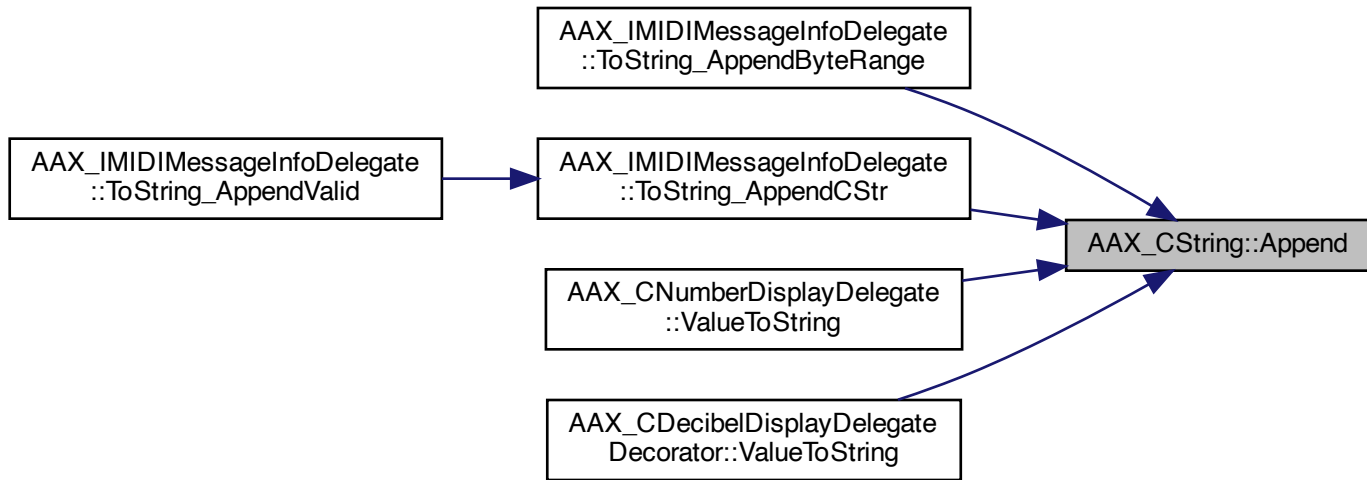 AAX_IMIDIMessageInfoDelegate
::ToString_AppendByteRange
AAX_IMIDIMessageInfoDelegate
::ToString_AppendValid
AAX_IMIDIMessageInfoDelegate
::ToString_AppendCStr
AAX_CString::Append
AAX_CNumberDisplayDelegate
::ValueToString
AAX_CDecibelDisplayDelegate
Decorator::ValueToString